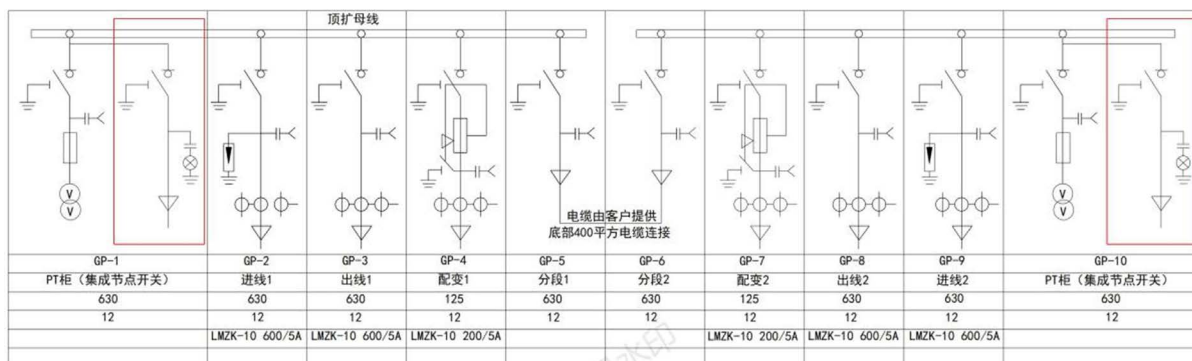 顶扩母线
V
V
V
V
电缆由客户提供
底部400平方电缆连接
GP-1 GP-2 GP-3 GP-4 GP-5 GP-6 GP-7 GP-8 GP-9 GP-10
PT柜（集成节点开关） 进线1 出线1 配变1 分段1 分段2 配变2 出线2 进线2 PT柜（集成节点开关）
630 630 630 125 630 630 125 630 630 630
12 12 12 12 12 12 12 12 12 12
LMZK-10 600/5A LMZK-10 600/5A LMZK-10 200/5A LMZK-10 200/5A LMZK-10 600/5A LMZK-10 600/5A
水印